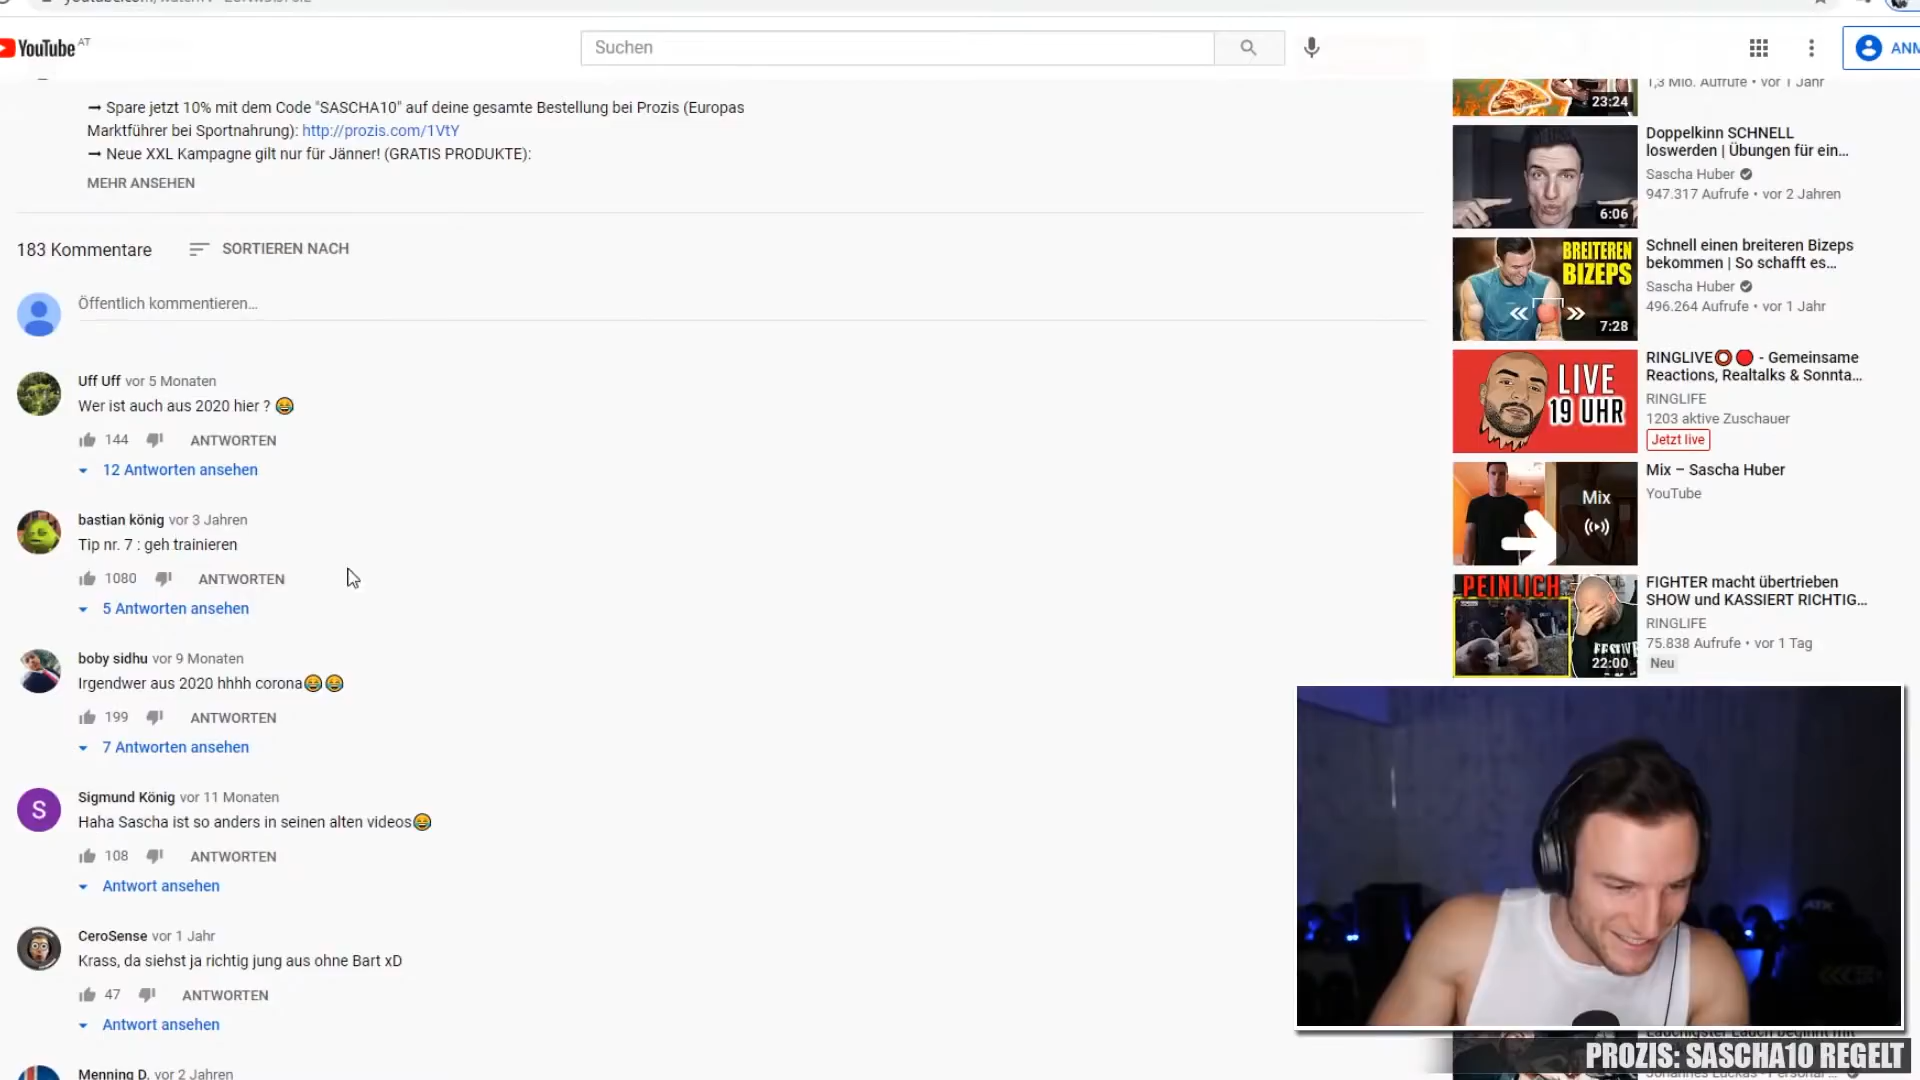 YouTube AT
Suchen
ANM
→ Spare jetzt 10% mit dem Code "SASCHA10" auf deine gesamte Bestellung bei Prozis (Europas
Marktführer bei Sportnahrung): http://prozis.com/1VtY
→ Neue XXL Kampagne gilt nur für Jänner! (GRATIS PRODUKTE):
MEHR ANSEHEN
183 Kommentare
SORTIEREN NACH
Öffentlich kommentieren...
Uff Uff vor 5 Monaten
Wer ist auch aus 2020 hier ? 😂
144 ANTWORTEN
12 Antworten ansehen
bastian könig vor 3 Jahren
Tip nr. 7 : geh trainieren
1080 ANTWORTEN
5 Antworten ansehen
boby sidhu vor 9 Monaten
Irgendwer aus 2020 hhhh corona😂😂
199 ANTWORTEN
7 Antworten ansehen
Sigmund König vor 11 Monaten
Haha Sascha ist so anders in seinen alten videos😂
108 ANTWORTEN
Antwort ansehen
S
CeroSense vor 1 Jahr
Krass, da siehst ja richtig jung aus ohne Bart xD
47 ANTWORTEN
Antwort ansehen
Menning D. vor 2 Jahren
1,3 Mio. Aufrufe • vor 1 Jahr
23:24
Doppelkinn SCHNELL
loswerden | Übungen für ein...
Sascha Huber
947.317 Aufrufe • vor 2 Jahren
6:06
BREITEREN
BIZEPS
7:28
Schnell einen breiteren Bizeps
bekommen | So schafft es...
Sascha Huber
496.264 Aufrufe • vor 1 Jahr
LIVE
19 UHR
RINGLIVE⭕🔴 - Gemeinsame
Reactions, Realtalks & Sonnta...
RINGLIFE
1203 aktive Zuschauer
Jetzt live
Mix
Mix – Sascha Huber
YouTube
PEINLICH
22:00
FIGHTER macht übertrieben
SHOW und KASSIERT RICHTIG...
RINGLIFE
75.838 Aufrufe • vor 1 Tag
Neu
PROZIS: SASCHA10 REGELT